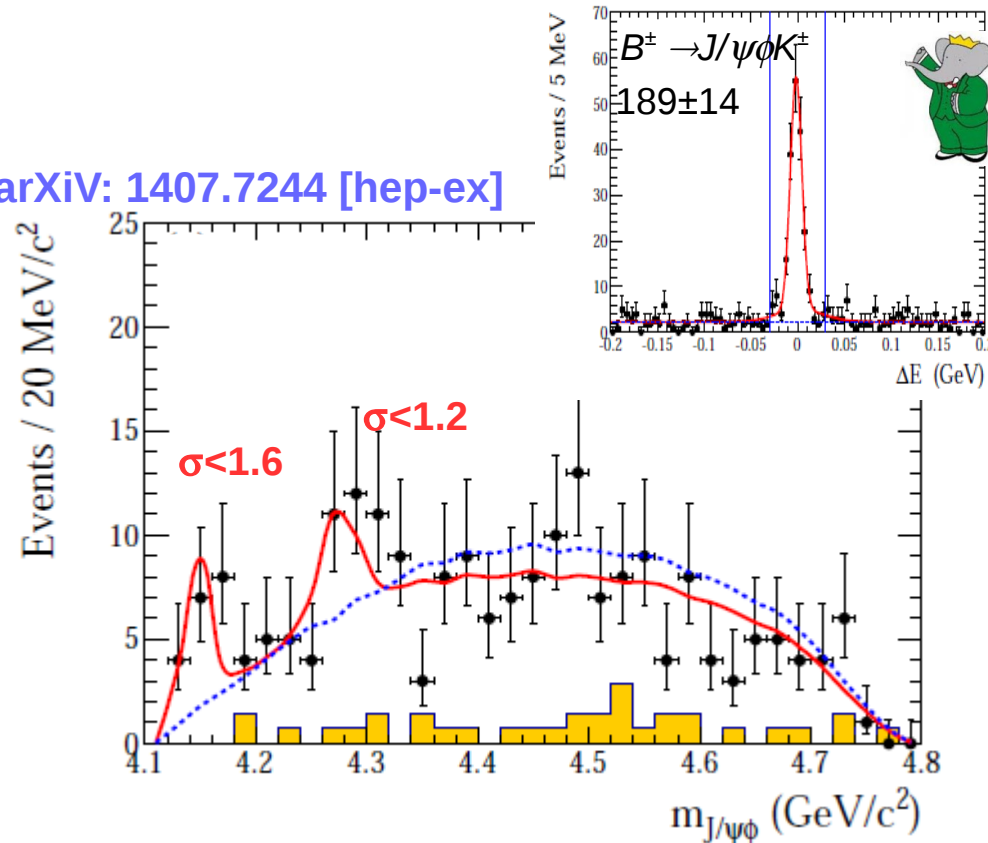 70
60
50
40
30
20
10
0
Events / 5 MeV
B± →J/ψϕK±
189±14
-0.2 -0.15 -0.1 -0.05 0 0.05 0.1 0.15
ΔE (GeV)
arXiV: 1407.7244 [hep-ex]
25
20
15
10
5
0
Events / 20 MeV/c²
σ<1.6
σ<1.2
4.1 4.2 4.3 4.4 4.5 4.6 4.7 4.8
m_J/ψϕ (GeV/c²)